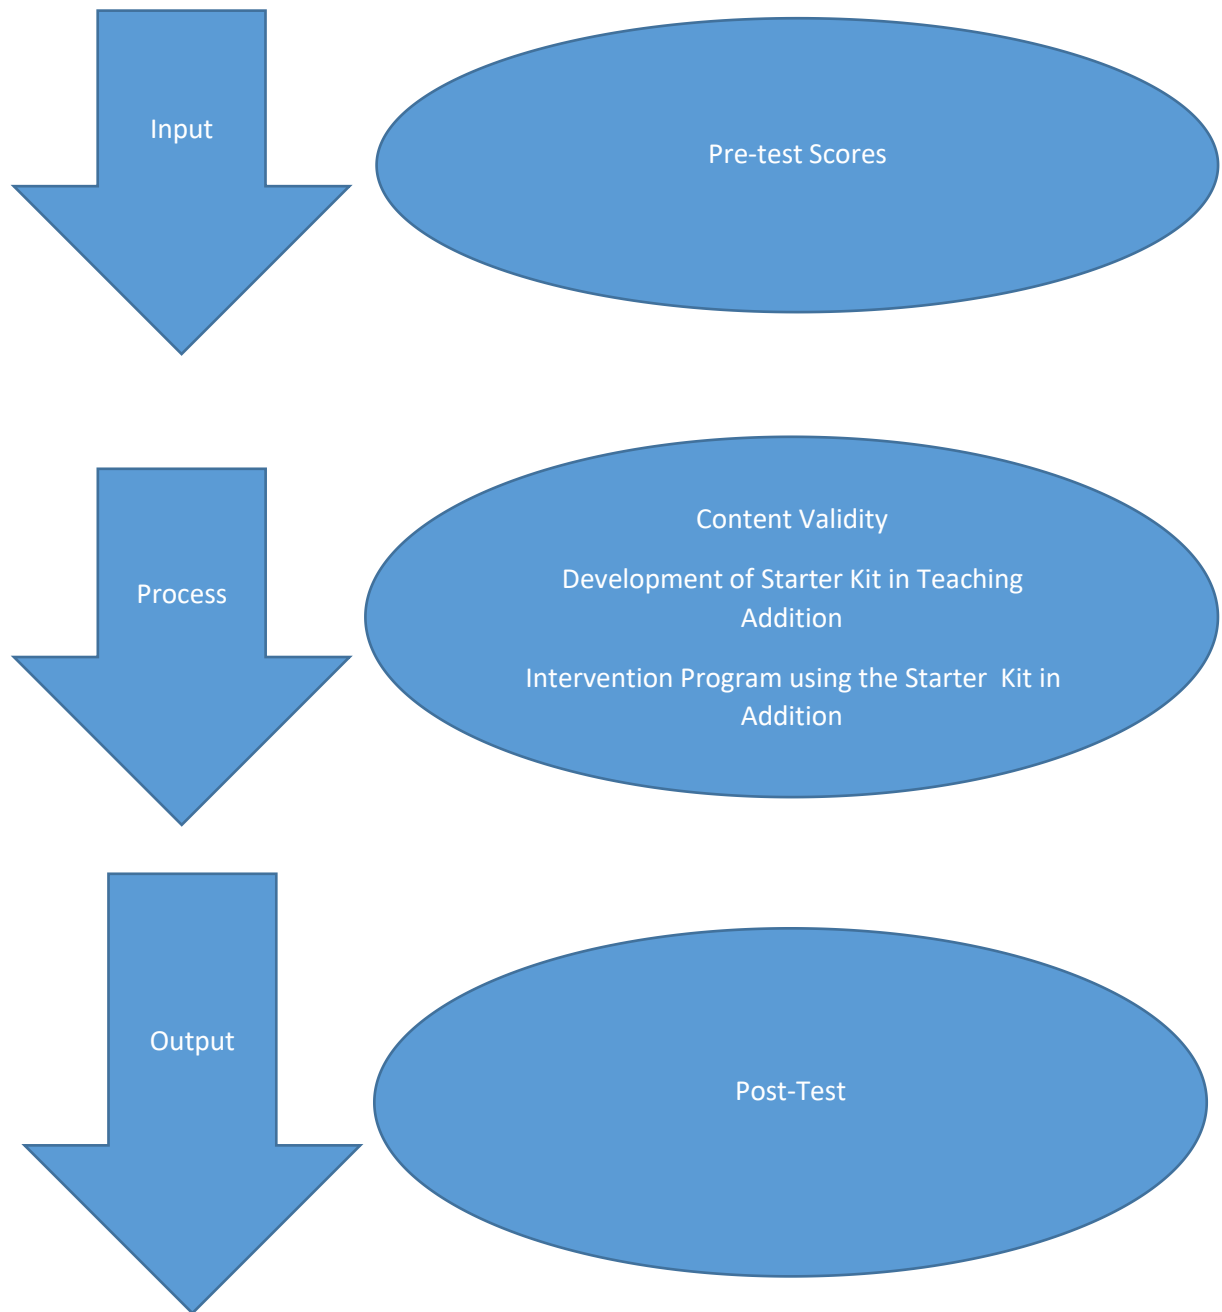 Input
Pre-test Scores
Process
Content Validity
Development of Starter Kit in Teaching
Addition
Intervention Program using the Starter  Kit in
Addition
Output
Post-Test